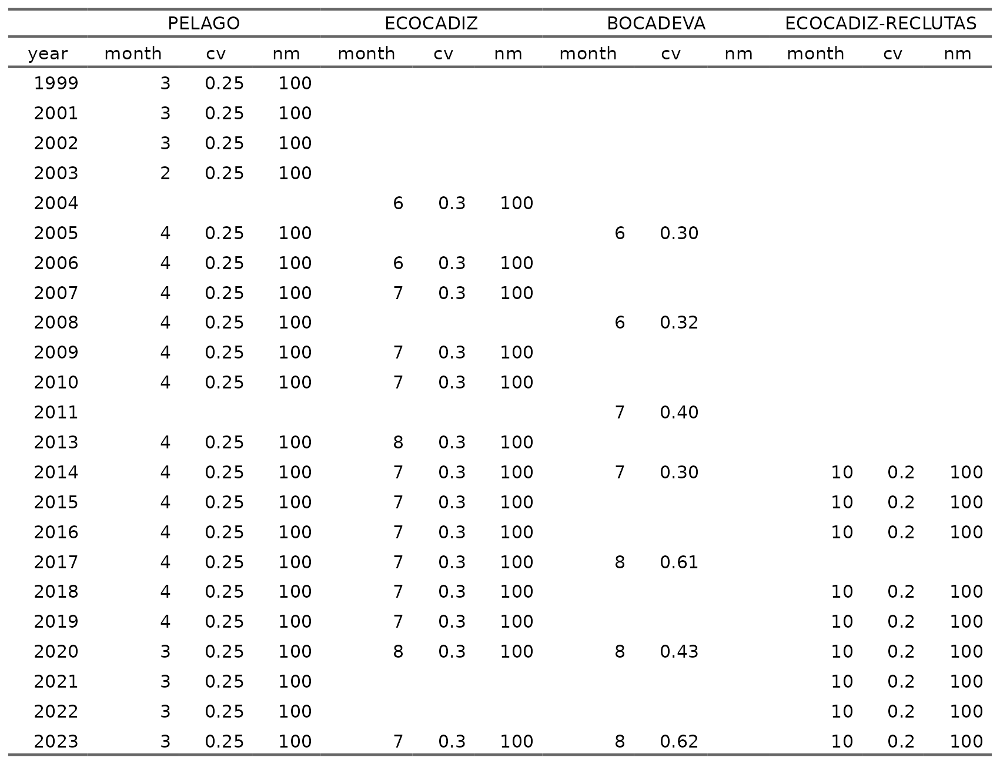 PELAGO ECOCADIZ BOCADEVA ECOCADIZ-RECLUTAS
year month cv nm month cv nm month cv nm month cv nm
1999 3 0.25 100
2001 3 0.25 100
2002 3 0.25 100
2003 2 0.25 100
2004 6 0.3 100
2005 4 0.25 100 6 0.30
2006 4 0.25 100 6 0.3 100
2007 4 0.25 100 7 0.3 100
2008 4 0.25 100 6 0.32
2009 4 0.25 100 7 0.3 100
2010 4 0.25 100 7 0.3 100
2011 7 0.40
2013 4 0.25 100 8 0.3 100
2014 4 0.25 100 7 0.3 100 7 0.30 10 0.2 100
2015 4 0.25 100 7 0.3 100 10 0.2 100
2016 4 0.25 100 7 0.3 100 10 0.2 100
2017 4 0.25 100 7 0.3 100 8 0.61
2018 4 0.25 100 7 0.3 100 10 0.2 100
2019 4 0.25 100 7 0.3 100 10 0.2 100
2020 3 0.25 100 8 0.3 100 8 0.43 10 0.2 100
2021 3 0.25 100 10 0.2 100
2022 3 0.25 100 10 0.2 100
2023 3 0.25 100 7 0.3 100 8 0.62 10 0.2 100